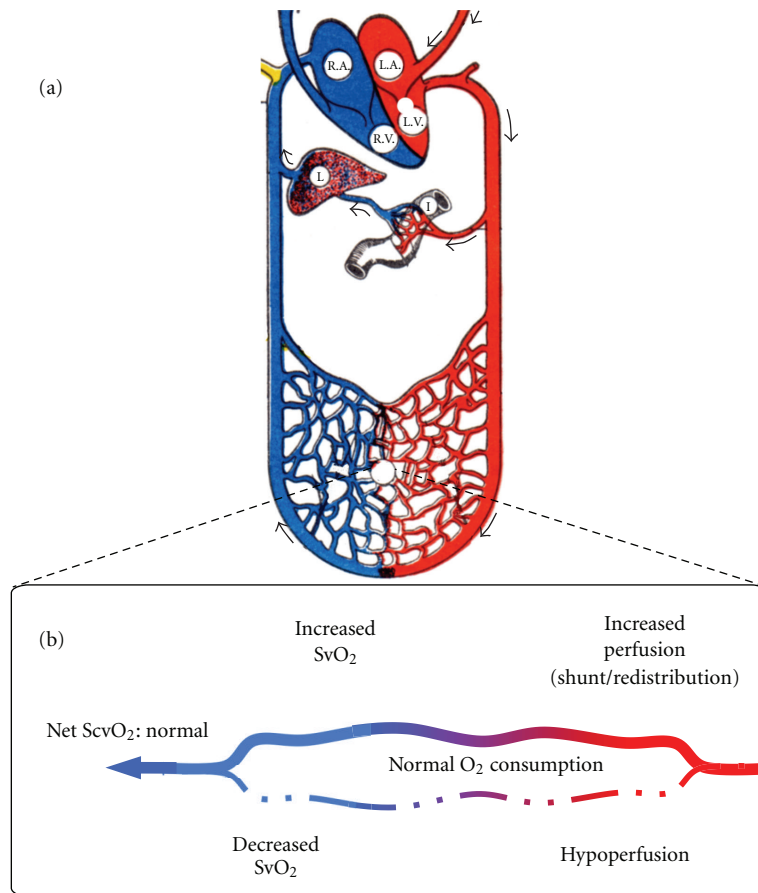 (a)
R.A.
L.A.
L.V.
R.V.
L
I
(b)
Increased
SvO₂
Increased
perfusion
(shunt/redistribution)
Net ScvO₂: normal
Normal O₂ consumption
Decreased
SvO₂
Hypoperfusion